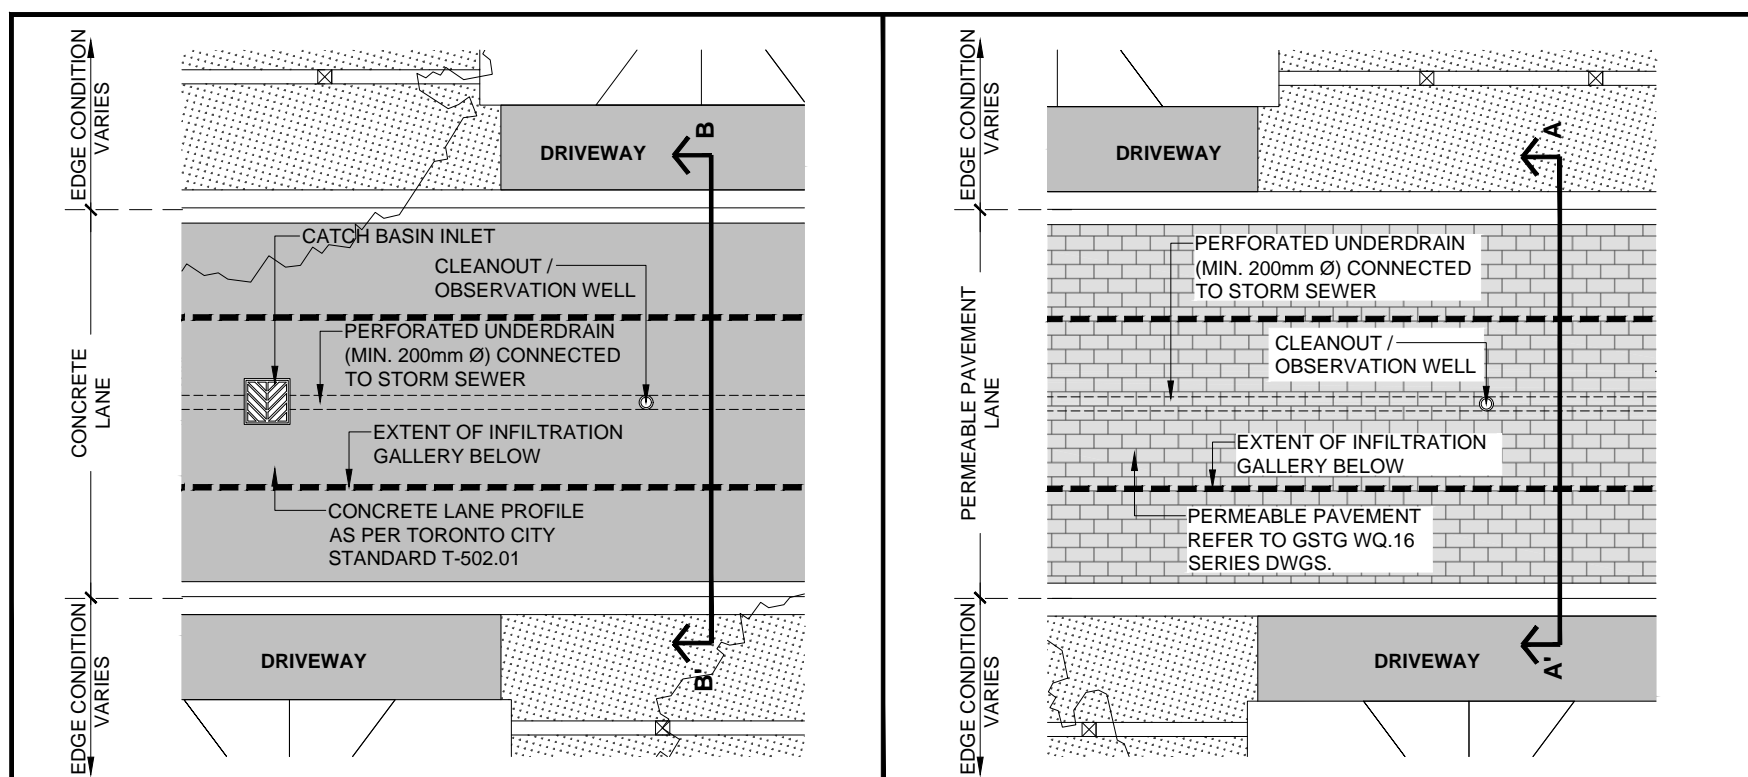 EDGE CONDITION
VARIES
CONCRETE
LANE
EDGE CONDITION
VARIES
DRIVEWAY
B
CATCH BASIN INLET
CLEANOUT /
OBSERVATION WELL
PERFORATED UNDERDRAIN
(MIN. 200mm Ø) CONNECTED
TO STORM SEWER
EXTENT OF INFILTRATION
GALLERY BELOW
CONCRETE LANE PROFILE
AS PER TORONTO CITY
STANDARD T-502.01
DRIVEWAY
B'
EDGE CONDITION
VARIES
PERMEABLE PAVEMENT
LANE
EDGE CONDITION
VARIES
DRIVEWAY
A
PERFORATED UNDERDRAIN
(MIN. 200mm Ø) CONNECTED
TO STORM SEWER
CLEANOUT /
OBSERVATION WELL
EXTENT OF INFILTRATION
GALLERY BELOW
PERMEABLE PAVEMENT
REFER TO GSTG WQ.16
SERIES DWGS.
DRIVEWAY
A'